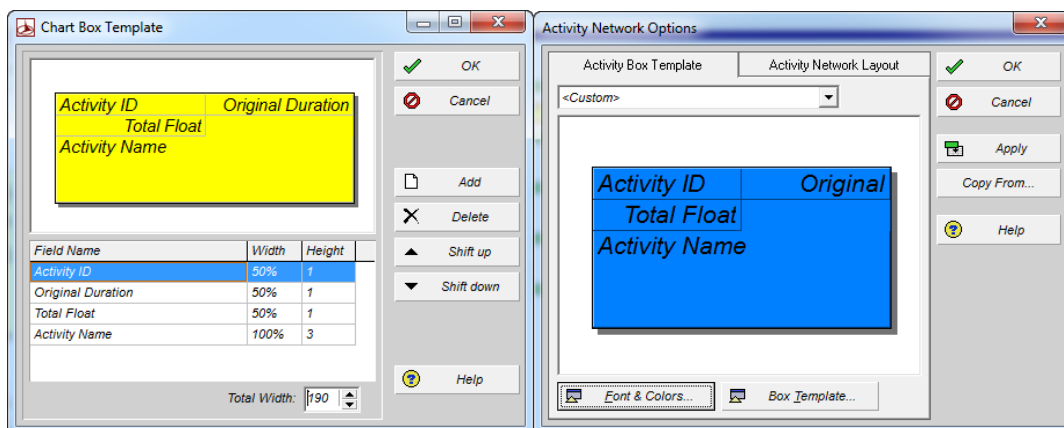 Chart Box Template
Activity ID Original Duration
Total Float
Activity Name
Field Name Width Height
Activity ID 50% 1
Original Duration 50% 1
Total Float 50% 1
Activity Name 100% 3
Total Width: 190
OK
Cancel
Add
Delete
Shift up
Shift down
Help
Activity Network Options
Activity Box Template Activity Network Layout
<Custom>
Activity ID Original
Total Float
Activity Name
Font & Colors... Box Template...
OK
Cancel
Apply
Copy From...
Help